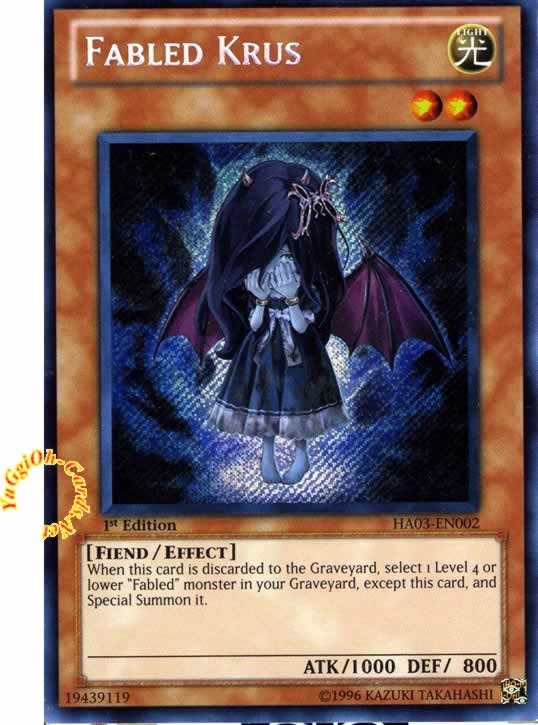 Fabled Krus
LIGHT
光
YuGgiOh-Cards.Net
1st Edition
HA03-EN002
[Fiend / Effect]
When this card is discarded to the Graveyard, select 1 Level 4 or
lower "Fabled" monster in your Graveyard, except this card, and
Special Summon it.
ATK/1000 DEF/ 800
19439119
©1996 KAZUKI TAKAHASHI